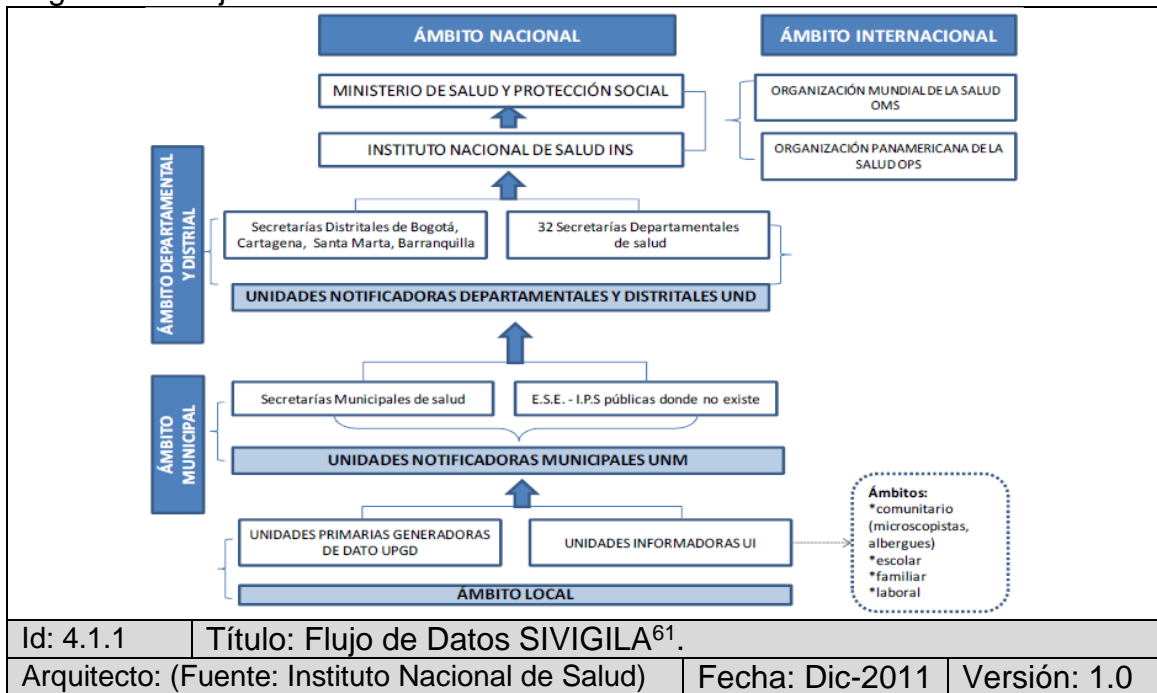 ÁMBITO NACIONAL
ÁMBITO INTERNACIONAL
MINISTERIO DE SALUD Y PROTECCIÓN SOCIAL
ORGANIZACIÓN MUNDIAL DE LA SALUD
OMS
INSTITUTO NACIONAL DE SALUD INS
ORGANIZACIÓN PANAMERICANA DE LA
SALUD OPS
ÁMBITO DEPARTAMENTAL
Y DISTRIAL
Secretarías Distritales de Bogotá,
Cartagena, Santa Marta, Barranquilla
32 Secretarías Departamentales
de salud
UNIDADES NOTIFICADORAS DEPARTAMENTALES Y DISTRITALES UND
ÁMBITO
MUNICIPAL
Secretarías Municipales de salud
E.S.E. - I.P.S públicas donde no existe
UNIDADES NOTIFICADORAS MUNICIPALES UNM
UNIDADES PRIMARIAS GENERADORAS
DE DATO UPGD
UNIDADES INFORMADORAS UI
Ámbitos:
*comunitario
(microscopistas,
albergues)
*escolar
*familiar
*laboral
ÁMBITO LOCAL
Id: 4.1.1 Título: Flujo de Datos SIVIGILA⁶¹.
Arquitecto: (Fuente: Instituto Nacional de Salud) Fecha: Dic-2011 Versión: 1.0